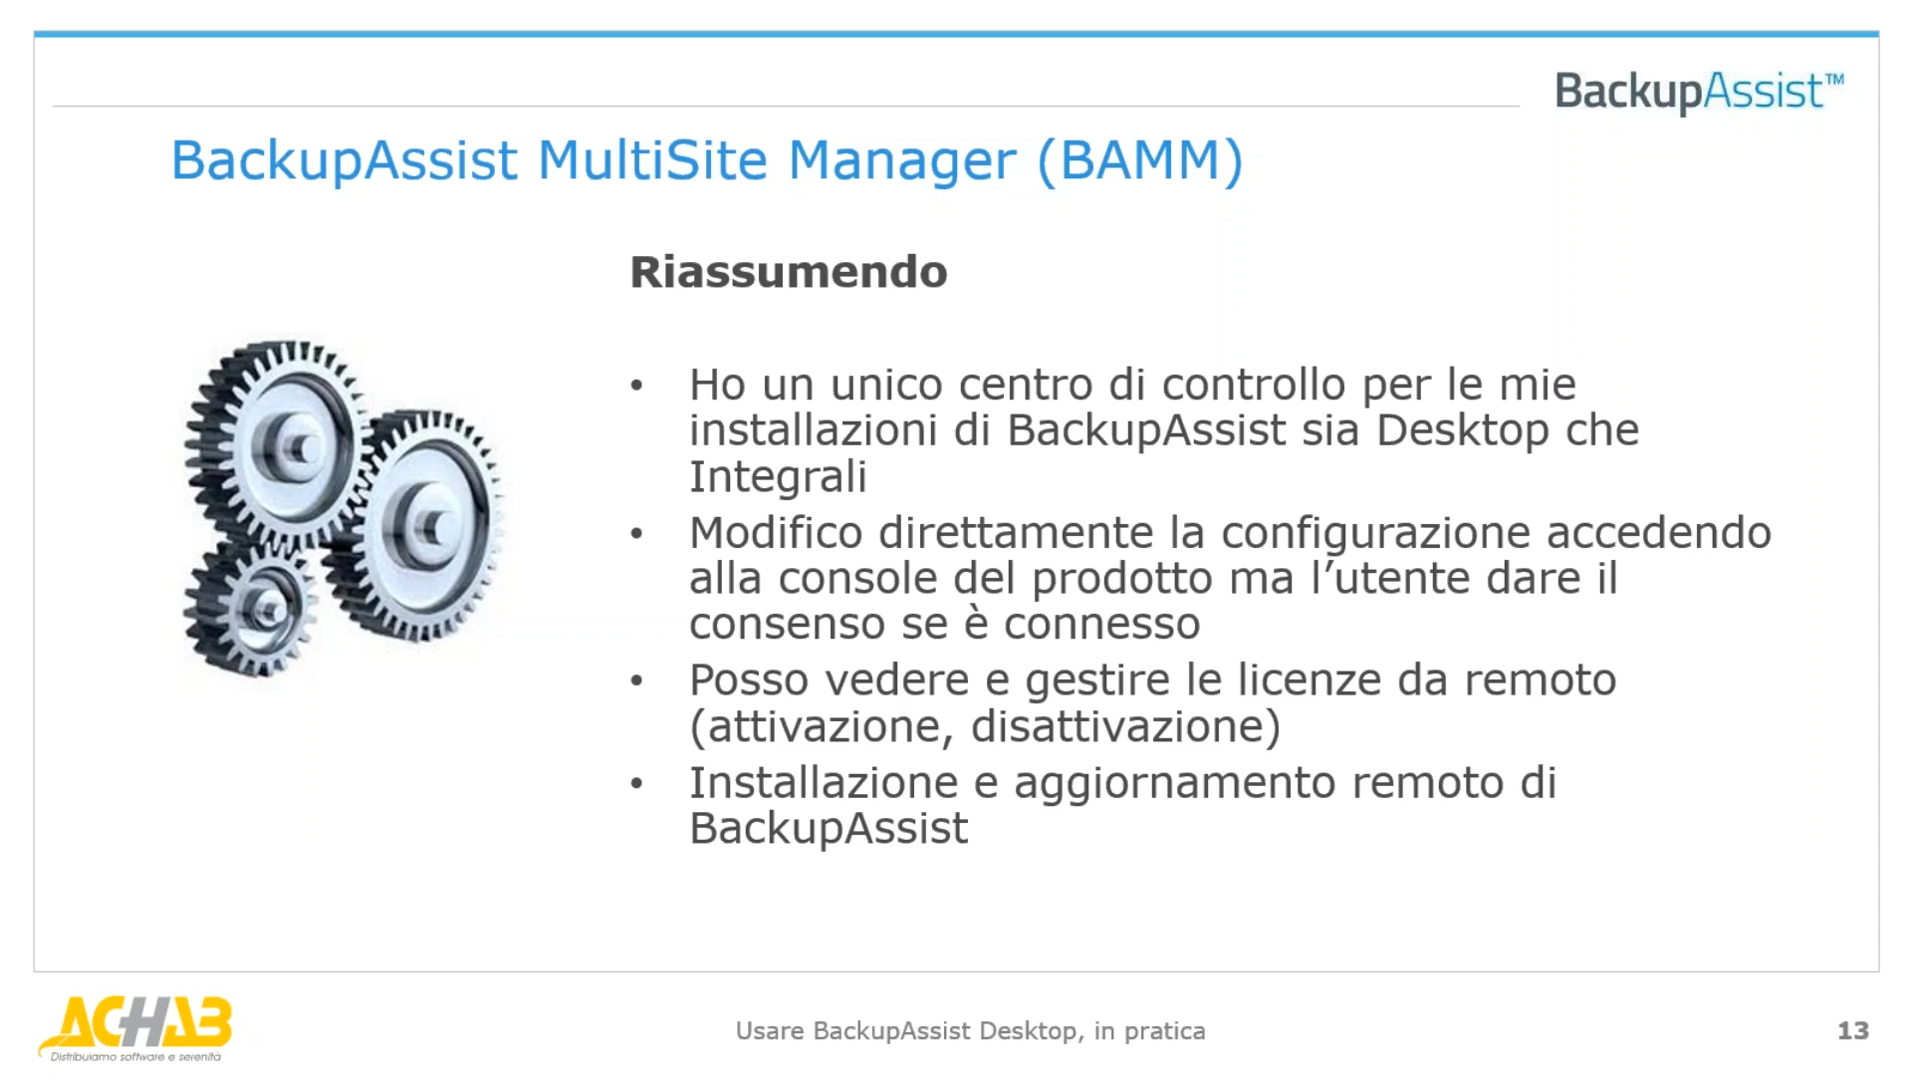 BackupAssist™
BackupAssist MultiSite Manager (BAMM)
Riassumendo
• Ho un unico centro di controllo per le mie
installazioni di BackupAssist sia Desktop che
Integrali
• Modifico direttamente la configurazione accedendo
alla console del prodotto ma l’utente dare il
consenso se è connesso
• Posso vedere e gestire le licenze da remoto
(attivazione, disattivazione)
• Installazione e aggiornamento remoto di
BackupAssist
ACHAB
Distribuiamo software e serenità
Usare BackupAssist Desktop, in pratica
13